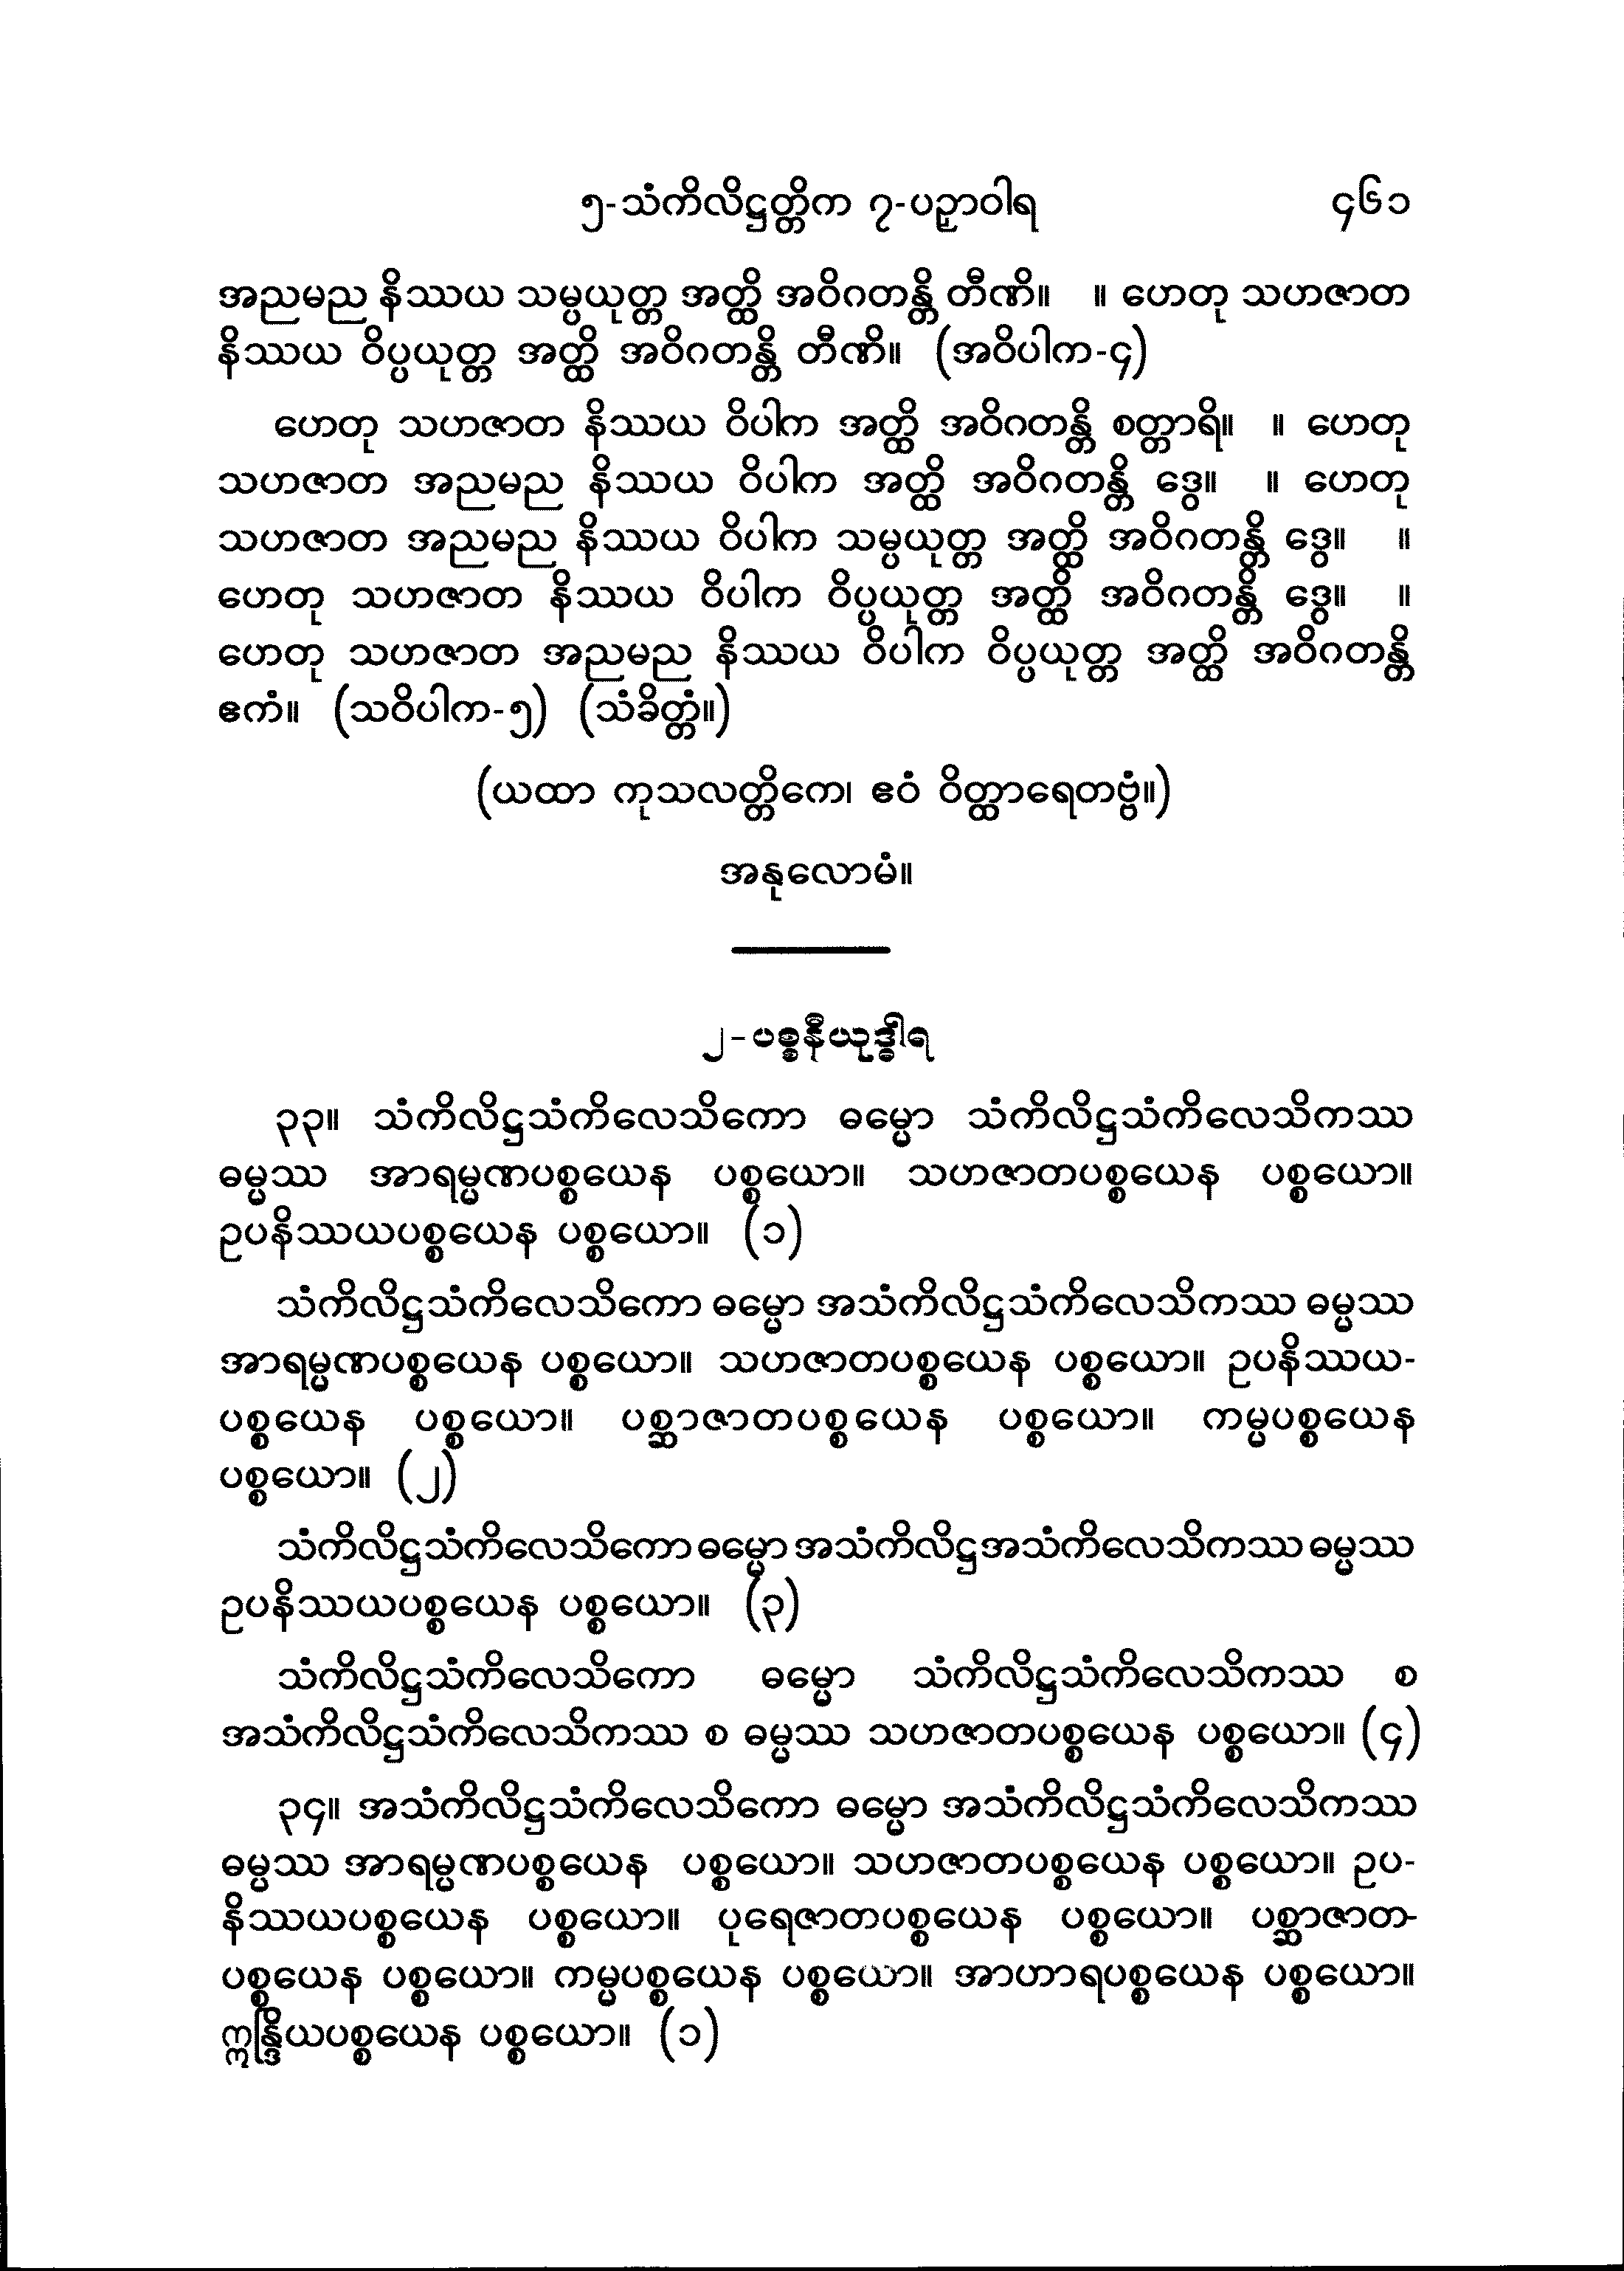 ၅-သံကိလိဋ္ဌတ္တိက ၇-ပဉှာဝါရ ၄၆၁
အညမည နိဿယ သမ္ပယုတ္တ အတ္ထိ အဝိဂတန္တိ တီဏိ။ ။ ဟေတု သဟဇာတ
နိဿယ ဝိပ္ပယုတ္တ အတ္ထိ အဝိဂတန္တိ တီဏိ။ (အဝိပါက-၄)
ဟေတု သဟဇာတ နိဿယ ဝိပါက အတ္ထိ အဝိဂတန္တိ စတ္တာရိ။ ။ ဟေတု
သဟဇာတ အညမည နိဿယ ဝိပါက အတ္ထိ အဝိဂတန္တိ ဒွေ။ ။ ဟေတု
သဟဇာတ အညမည နိဿယ ဝိပါက သမ္ပယုတ္တ အတ္ထိ အဝိဂတန္တိ ဒွေ။ ။
ဟေတု သဟဇာတ နိဿယ ဝိပါက ဝိပ္ပယုတ္တ အတ္ထိ အဝိဂတန္တိ ဒွေ။ ။
ဟေတု သဟဇာတ အညမည နိဿယ ဝိပါက ဝိပ္ပယုတ္တ အတ္ထိ အဝိဂတန္တိ
ဧကံ။ (သဝိပါက-၅) (သံခိတ္တံ။)
(ယထာ ကုသလတ္တိကေ၊ ဧဝံ ဝိတ္ထာရေတဗ္ဗံ။)
အနုလောမံ။
၂-ပစ္စနီယုဒ္ဓါရ
၃၃။ သံကိလိဋ္ဌသံကိလေသိကော ဓမ္မော သံကိလိဋ္ဌသံကိလေသိကဿ
ဓမ္မဿ အာရမ္မဏပစ္စယေန ပစ္စယော။ သဟဇာတပစ္စယေန ပစ္စယော။
ဥပနိဿယပစ္စယေန ပစ္စယော။ (၁)
သံကိလိဋ္ဌသံကိလေသိကော ဓမ္မော အသံကိလိဋ္ဌသံကိလေသိကဿ ဓမ္မဿ
အာရမ္မဏပစ္စယေန ပစ္စယော။ သဟဇာတပစ္စယေန ပစ္စယော။ ဥပနိဿယ-
ပစ္စယေန ပစ္စယော။ ပစ္ဆာဇာတပစ္စယေန ပစ္စယော။ ကမ္မပစ္စယေန
ပစ္စယော။ (၂)
သံကိလိဋ္ဌသံကိလေသိကော ဓမ္မော အသံကိလိဋ္ဌအသံကိလေသိကဿ ဓမ္မဿ
ဥပနိဿယပစ္စယေန ပစ္စယော။ (၃)
သံကိလိဋ္ဌသံကိလေသိကော ဓမ္မော သံကိလိဋ္ဌသံကိလေသိကဿ စ
အသံကိလိဋ္ဌသံကိလေသိကဿ စ ဓမ္မဿ သဟဇာတပစ္စယေန ပစ္စယော။ (၄)
၃၄။ အသံကိလိဋ္ဌသံကိလေသိကော ဓမ္မော အသံကိလိဋ္ဌသံကိလေသိကဿ
ဓမ္မဿ အာရမ္မဏပစ္စယေန ပစ္စယော။ သဟဇာတပစ္စယေန ပစ္စယော။ ဥပ-
နိဿယပစ္စယေန ပစ္စယော။ ပုရေဇာတပစ္စယေန ပစ္စယော။ ပစ္ဆာဇာတ-
ပစ္စယေန ပစ္စယော။ ကမ္မပစ္စယေန ပစ္စယော။ အာဟာရပစ္စယေန ပစ္စယော။
ဣန္ဒြိယပစ္စယေန ပစ္စယော။ (၁)